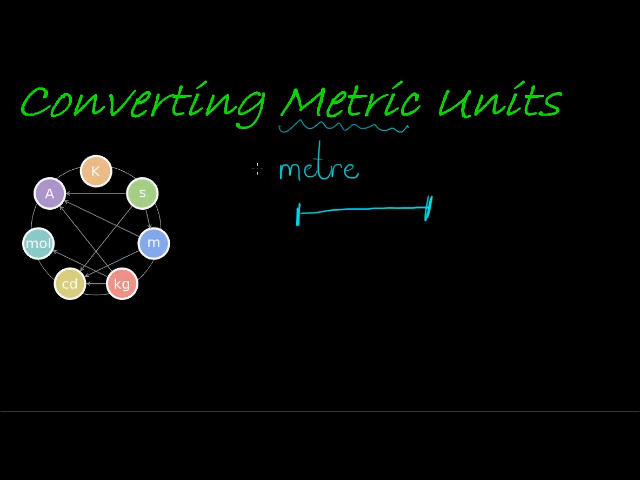 Converting Metric Units
metre
K
A
s
mol
m
cd
kg